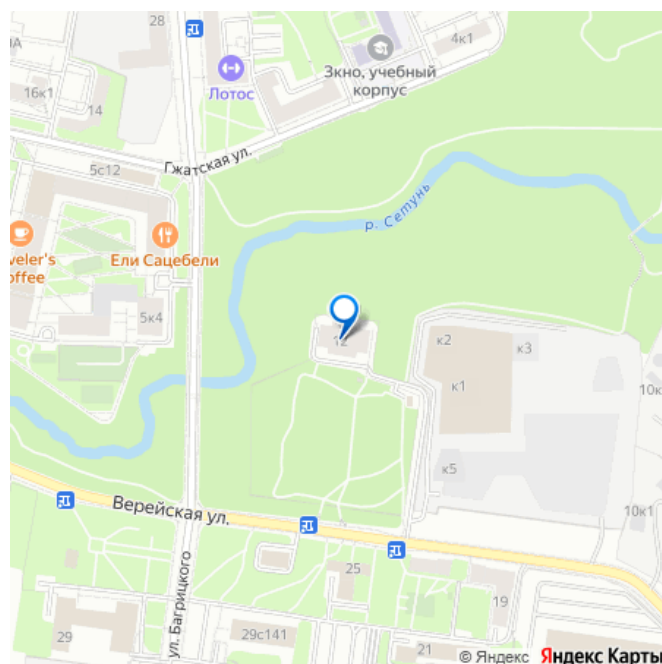 28
4к1
Зкно, учебный
корпус
Лотос
16к1
14
5с12
Гжатская ул.
р. Сетунь
Ели Сацебели
veler's
offee
5к4
12
к2
к3
к1
10к
к5
Верейская ул.
10к1
ул. Багрицкого
25
19
29
29с141
21
© Яндекс Яндекс Карты